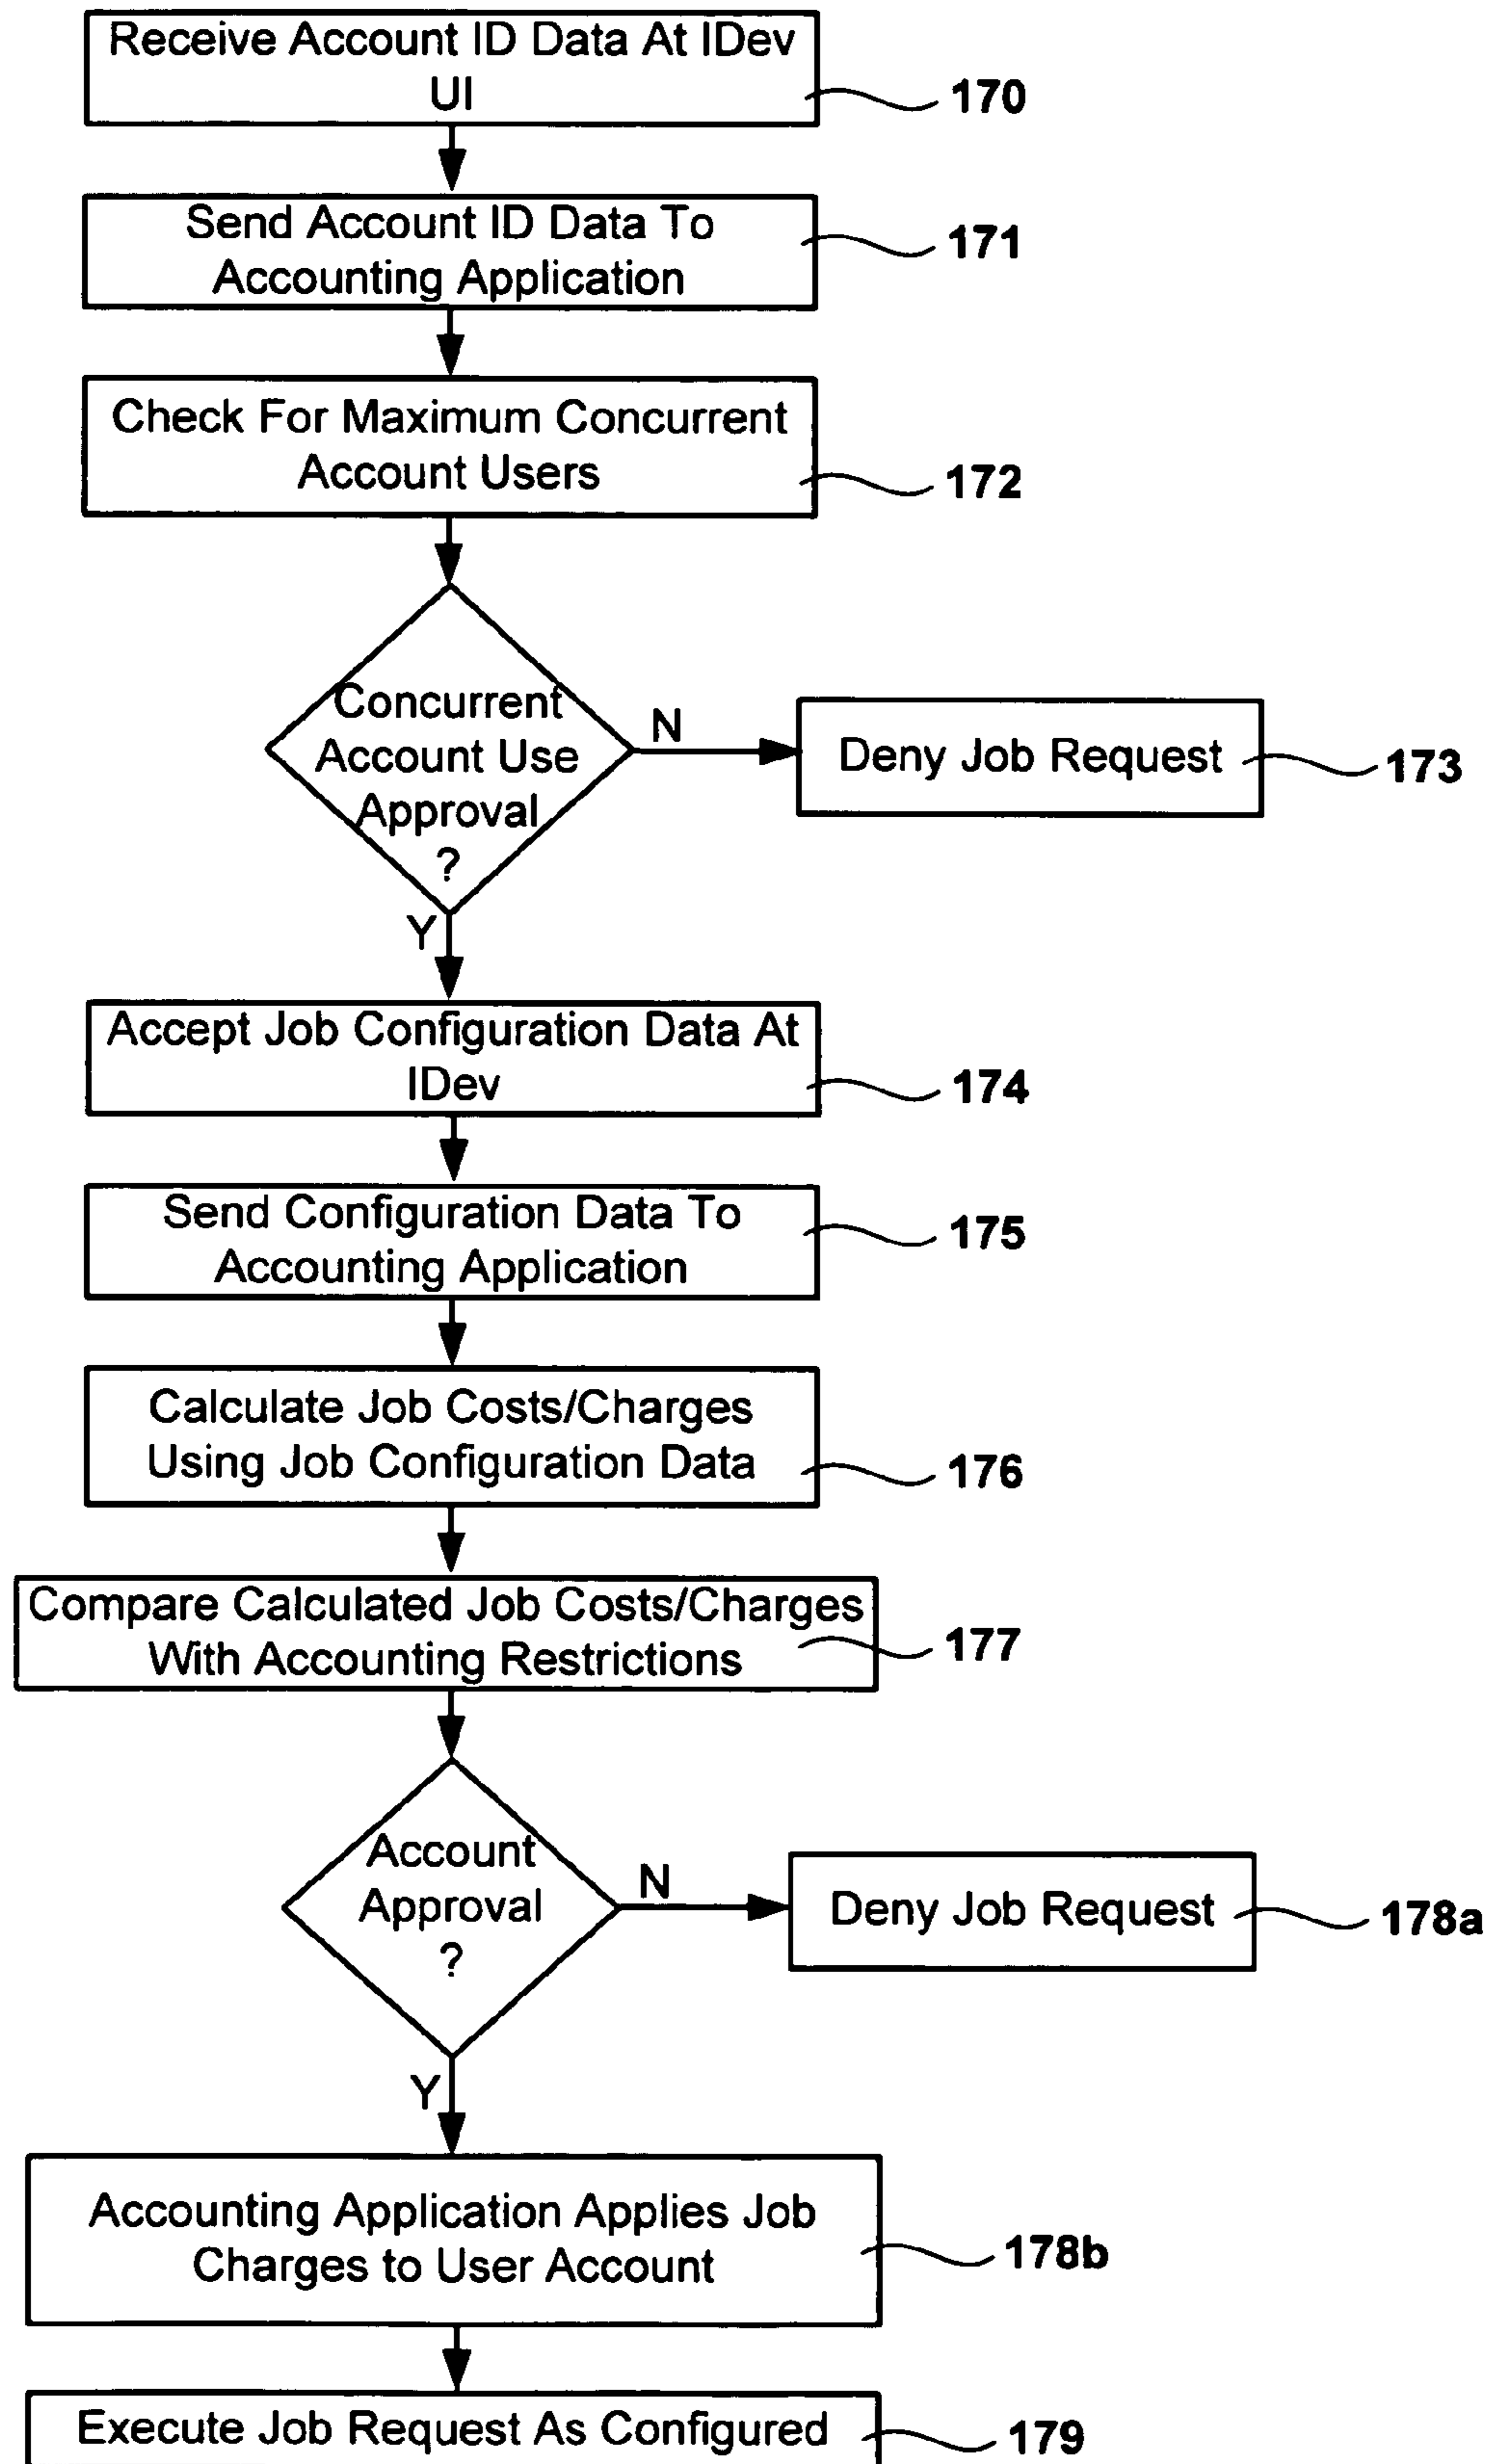 Receive Account ID Data At IDev
UI
170
Send Account ID Data To
Accounting Application
171
Check For Maximum Concurrent
Account Users
172
Concurrent
Account Use
Approval
?
N
Deny Job Request
173
Y
Accept Job Configuration Data At
IDev
174
Send Configuration Data To
Accounting Application
175
Calculate Job Costs/Charges
Using Job Configuration Data
176
Compare Calculated Job Costs/Charges
With Accounting Restrictions
177
Account
Approval
?
N
Deny Job Request
178a
Y
Accounting Application Applies Job
Charges to User Account
178b
Execute Job Request As Configured
179